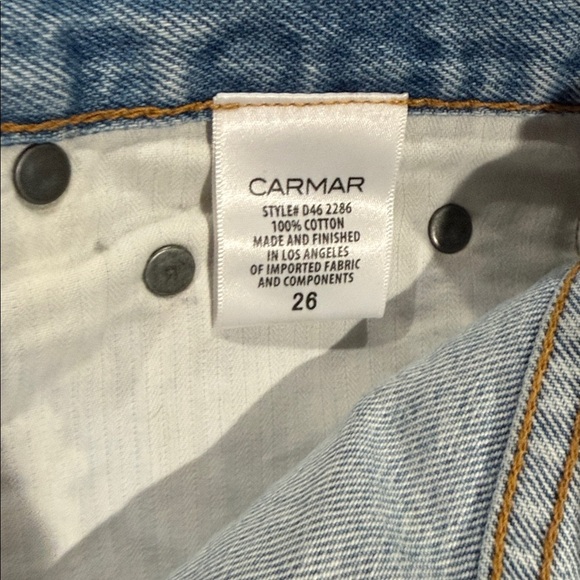 CARMAR
STYLE# D46 2286
100% COTTON
MADE AND FINISHED
IN LOS ANGELES
OF IMPORTED FABRIC
AND COMPONENTS
26